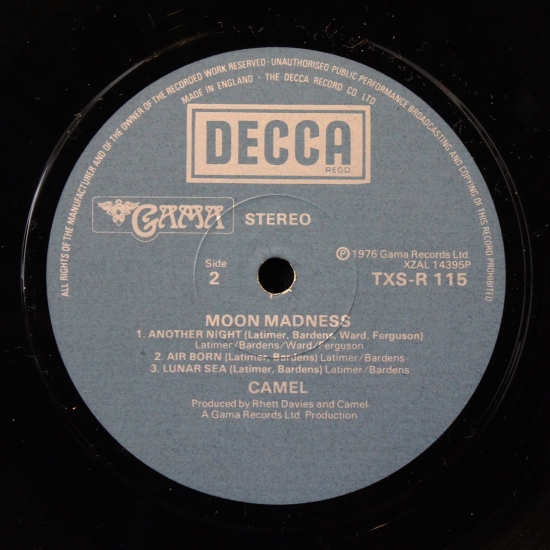 ALL RIGHTS OF THE MANUFACTURER AND OF THE OWNER OF THE RECORDED WORK RESERVED · UNAUTHORISED PUBLIC PERFORMANCE BROADCASTING AND COPYING OF THIS RECORD PROHIBITED
MADE IN ENGLAND · THE DECCA RECORD CO. LTD.
DECCA
REGD
GAMA STEREO
Side
2
Ⓟ 1976 Gama Records Ltd.
XZAL 14395P
TXS-R 115
MOON MADNESS
1. ANOTHER NIGHT (Latimer, Bardens, Ward, Ferguson)
Latimer/Bardens/Ward/Ferguson
2. AIR BORN (Latimer, Bardens) Latimer/Bardens
3. LUNAR SEA (Latimer, Bardens) Latimer/Bardens
CAMEL
Produced by Rhett Davies and Camel
A Gama Records Ltd. Production